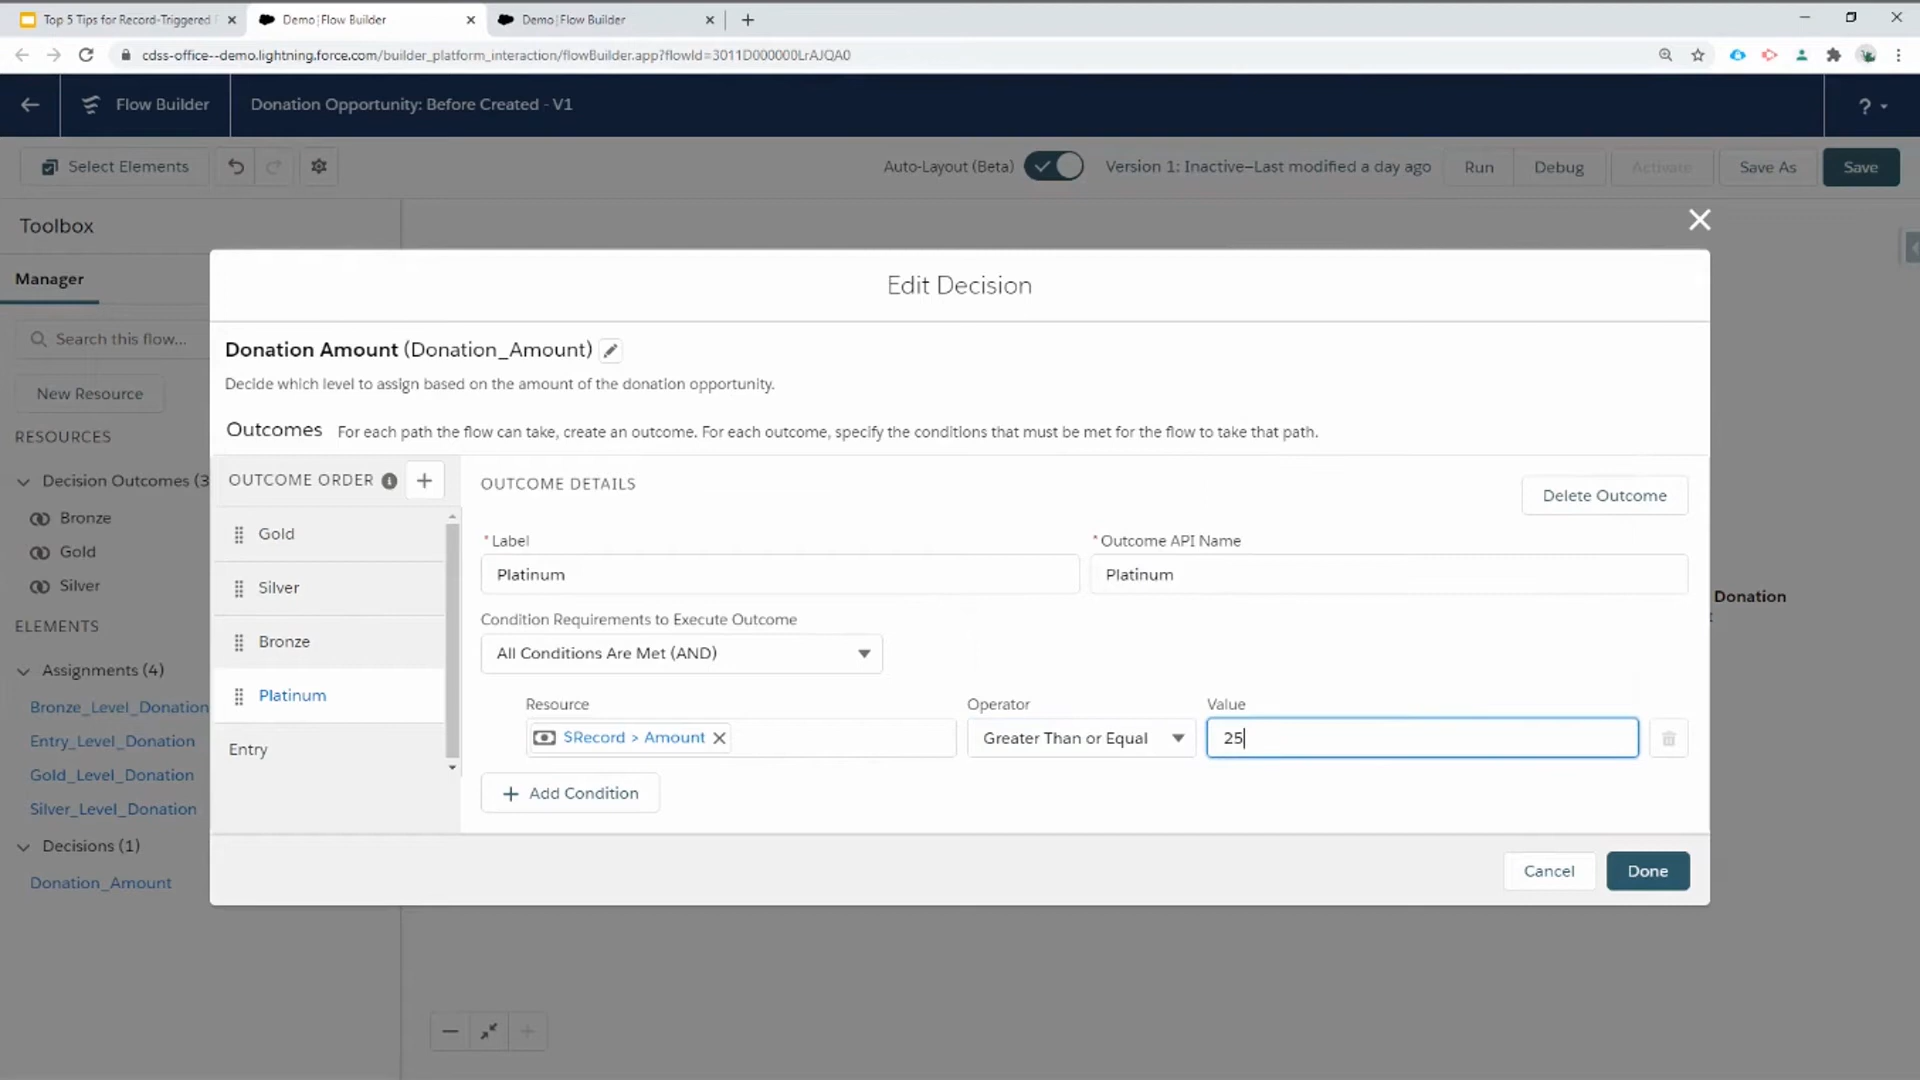 Top 5 Tips for Record-Triggered F
Demo | Flow Builder
Demo | Flow Builder
cdss-office--demo.lightning.force.com/builder_platform_interaction/flowBuilder.app?flowId=3011D000000LrAJQA0
Flow Builder
Donation Opportunity: Before Created - V1
?
Select Elements
Auto-Layout (Beta)
Version 1: Inactive—Last modified a day ago
Run
Debug
Activate
Save As
Save
Toolbox
Manager
Search this flow...
New Resource
RESOURCES
Decision Outcomes (3
Bronze
Gold
Silver
ELEMENTS
Assignments (4)
Bronze_Level_Donation
Entry_Level_Donation
Gold_Level_Donation
Silver_Level_Donation
Decisions (1)
Donation_Amount
Edit Decision
Donation Amount (Donation_Amount)
Decide which level to assign based on the amount of the donation opportunity.
Outcomes For each path the flow can take, create an outcome. For each outcome, specify the conditions that must be met for the flow to take that path.
OUTCOME ORDER
Gold
Silver
Bronze
Platinum
Entry
OUTCOME DETAILS
Delete Outcome
*Label
Platinum
*Outcome API Name
Platinum
Condition Requirements to Execute Outcome
All Conditions Are Met (AND)
Resource
$Record > Amount
Operator
Greater Than or Equal
Value
25
Add Condition
Cancel
Done
Donation